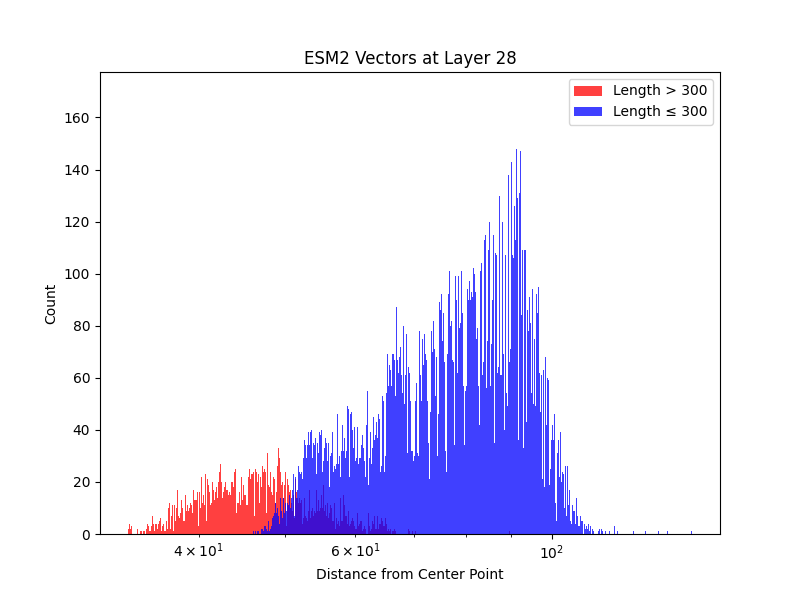 ESM2 Vectors at Layer 28
Length > 300
Length ≤ 300
160
140
120
100
80
60
40
20
0
Count
4 × 10¹
6 × 10¹
10²
Distance from Center Point